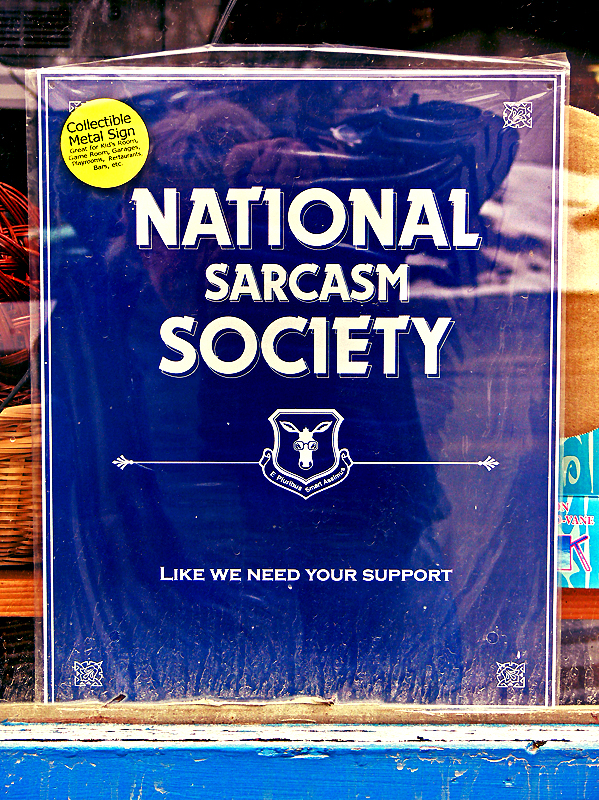 Collectible
Metal Sign
Great for Kid's Room,
Game Room, Garages,
Playrooms, Restaurants,
Bars, etc.
NATIONAL
SARCASM
SOCIETY
E Pluribus Smart Assimus
LIKE WE NEED YOUR SUPPORT
-VANE